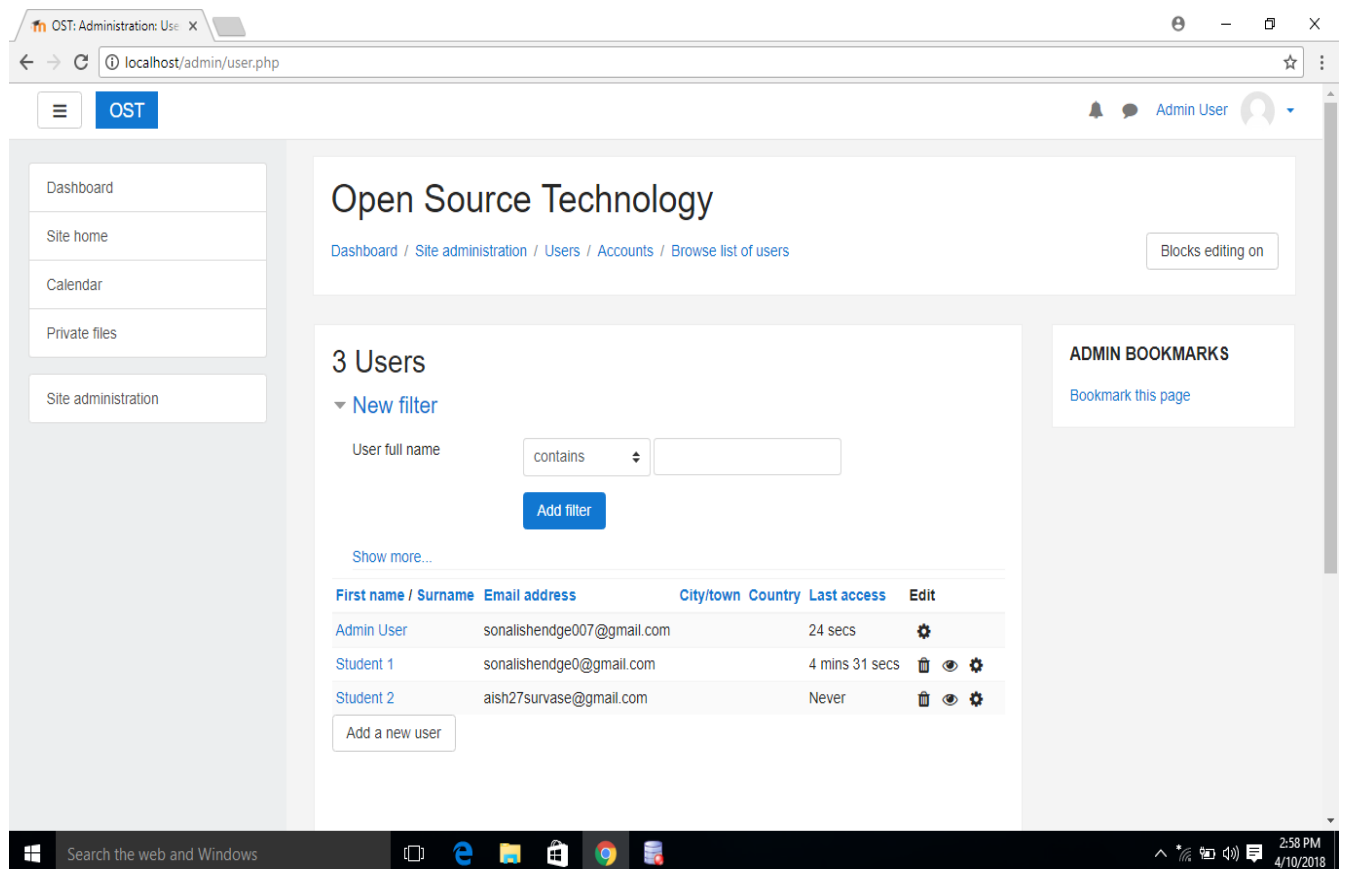 OST: Administration: Use
localhost/admin/user.php
OST
Admin User
Dashboard
Site home
Calendar
Private files
Site administration
Open Source Technology
Dashboard / Site administration / Users / Accounts / Browse list of users
Blocks editing on
3 Users
New filter
User full name contains
Add filter
Show more...
First name / Surname Email address City/town Country Last access Edit
Admin User sonalishendge007@gmail.com 24 secs
Student 1 sonalishendge0@gmail.com 4 mins 31 secs
Student 2 aish27survase@gmail.com Never
Add a new user
ADMIN BOOKMARKS
Bookmark this page
Search the web and Windows
2:58 PM
4/10/2018